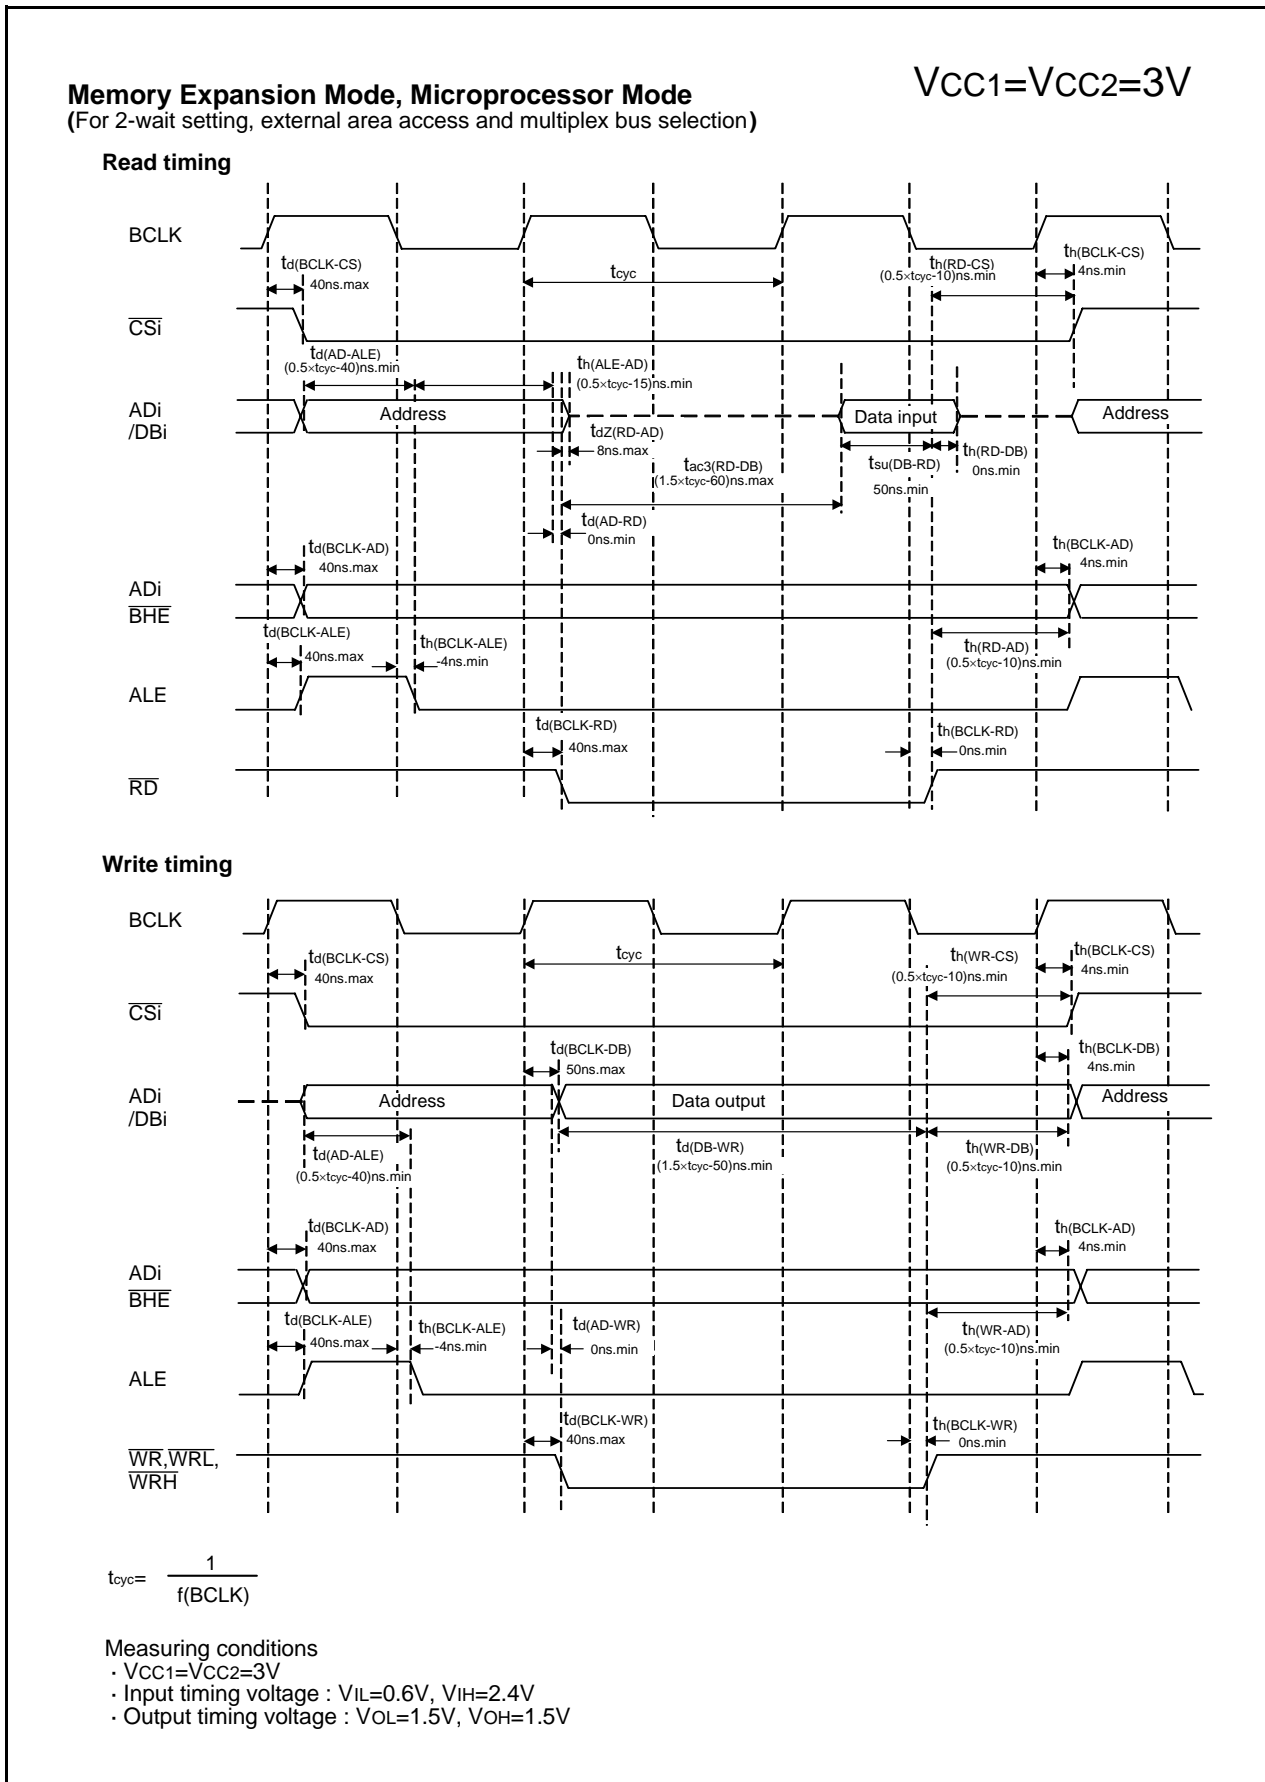 VCC1=VCC2=3V
Memory Expansion Mode, Microprocessor Mode
(For 2-wait setting, external area access and multiplex bus selection)
Read timing
BCLK
td(BCLK-CS)
40ns.max
tcyc
th(RD-CS)
(0.5×tcyc-10)ns.min
th(BCLK-CS)
4ns.min
CSi
td(AD-ALE)
(0.5×tcyc-40)ns.min
th(ALE-AD)
(0.5×tcyc-15)ns.min
ADi
/DBi
Address
Data input
Address
tdZ(RD-AD)
8ns.max
tac3(RD-DB)
(1.5×tcyc-60)ns.max
tsu(DB-RD)
50ns.min
th(RD-DB)
0ns.min
td(AD-RD)
0ns.min
td(BCLK-AD)
40ns.max
th(BCLK-AD)
4ns.min
ADi
BHE
td(BCLK-ALE)
40ns.max
th(BCLK-ALE)
-4ns.min
th(RD-AD)
(0.5×tcyc-10)ns.min
ALE
td(BCLK-RD)
40ns.max
th(BCLK-RD)
0ns.min
RD
Write timing
BCLK
td(BCLK-CS)
40ns.max
tcyc
th(WR-CS)
(0.5×tcyc-10)ns.min
th(BCLK-CS)
4ns.min
CSi
td(BCLK-DB)
50ns.max
th(BCLK-DB)
4ns.min
ADi
/DBi
Address
Data output
Address
td(AD-ALE)
(0.5×tcyc-40)ns.min
td(DB-WR)
(1.5×tcyc-50)ns.min
th(WR-DB)
(0.5×tcyc-10)ns.min
td(BCLK-AD)
40ns.max
th(BCLK-AD)
4ns.min
ADi
BHE
td(BCLK-ALE)
40ns.max
th(BCLK-ALE)
-4ns.min
td(AD-WR)
0ns.min
th(WR-AD)
(0.5×tcyc-10)ns.min
ALE
td(BCLK-WR)
40ns.max
th(BCLK-WR)
0ns.min
WR,WRL,
WRH
tcyc=
1
f(BCLK)
Measuring conditions
· VCC1=VCC2=3V
· Input timing voltage : VIL=0.6V, VIH=2.4V
· Output timing voltage : VOL=1.5V, VOH=1.5V